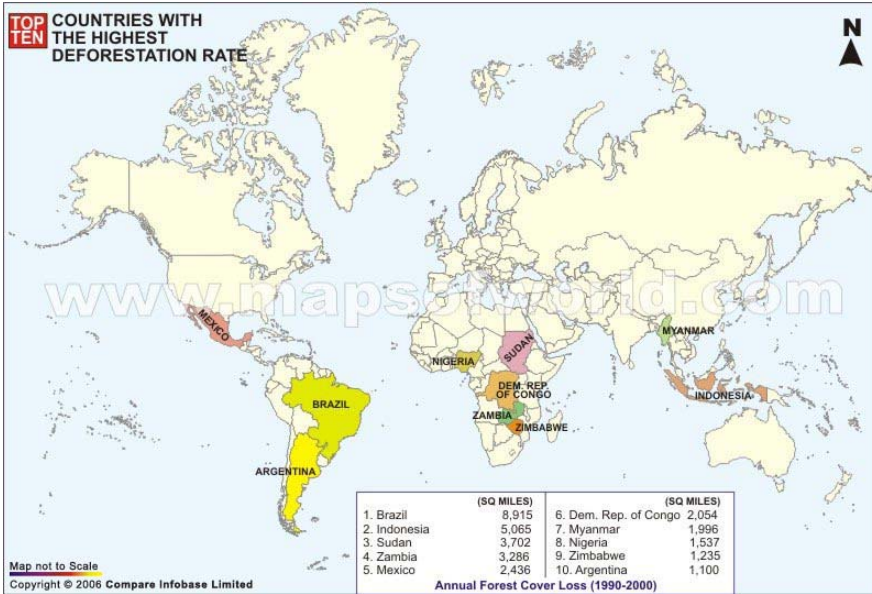 TOP
TEN
COUNTRIES WITH
THE HIGHEST
DEFORESTATION RATE
N
www.mapsofworld.com
MEXICO
MYANMAR
NIGERIA
SUDAN
DEM. REP.
OF CONGO
INDONESIA
BRAZIL
ZAMBIA
ZIMBABWE
ARGENTINA
(SQ MILES) (SQ MILES)
1. Brazil 8,915 6. Dem. Rep. of Congo 2,054
2. Indonesia 5,065 7. Myanmar 1,996
3. Sudan 3,702 8. Nigeria 1,537
4. Zambia 3,286 9. Zimbabwe 1,235
5. Mexico 2,436 10. Argentina 1,100
Annual Forest Cover Loss (1990-2000)
Map not to Scale
Copyright © 2006 Compare Infobase Limited